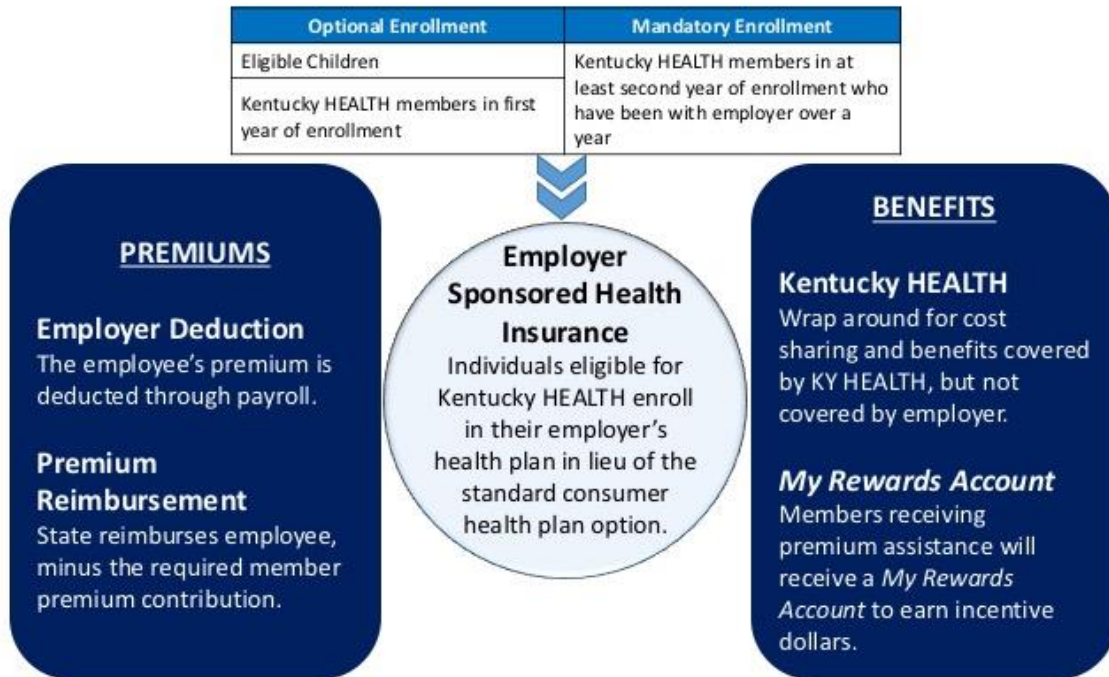 Optional Enrollment
Mandatory Enrollment
Eligible Children
Kentucky HEALTH members in first
year of enrollment
Kentucky HEALTH members in at
least second year of enrollment who
have been with employer over a
year
PREMIUMS
Employer Deduction
The employee’s premium is
deducted through payroll.
Premium
Reimbursement
State reimburses employee,
minus the required member
premium contribution.
Employer
Sponsored Health
Insurance
Individuals eligible for
Kentucky HEALTH enroll
in their employer’s
health plan in lieu of the
standard consumer
health plan option.
BENEFITS
Kentucky HEALTH
Wrap around for cost
sharing and benefits covered
by KY HEALTH, but not
covered by employer.
My Rewards Account
Members receiving
premium assistance will
receive a My Rewards
Account to earn incentive
dollars.